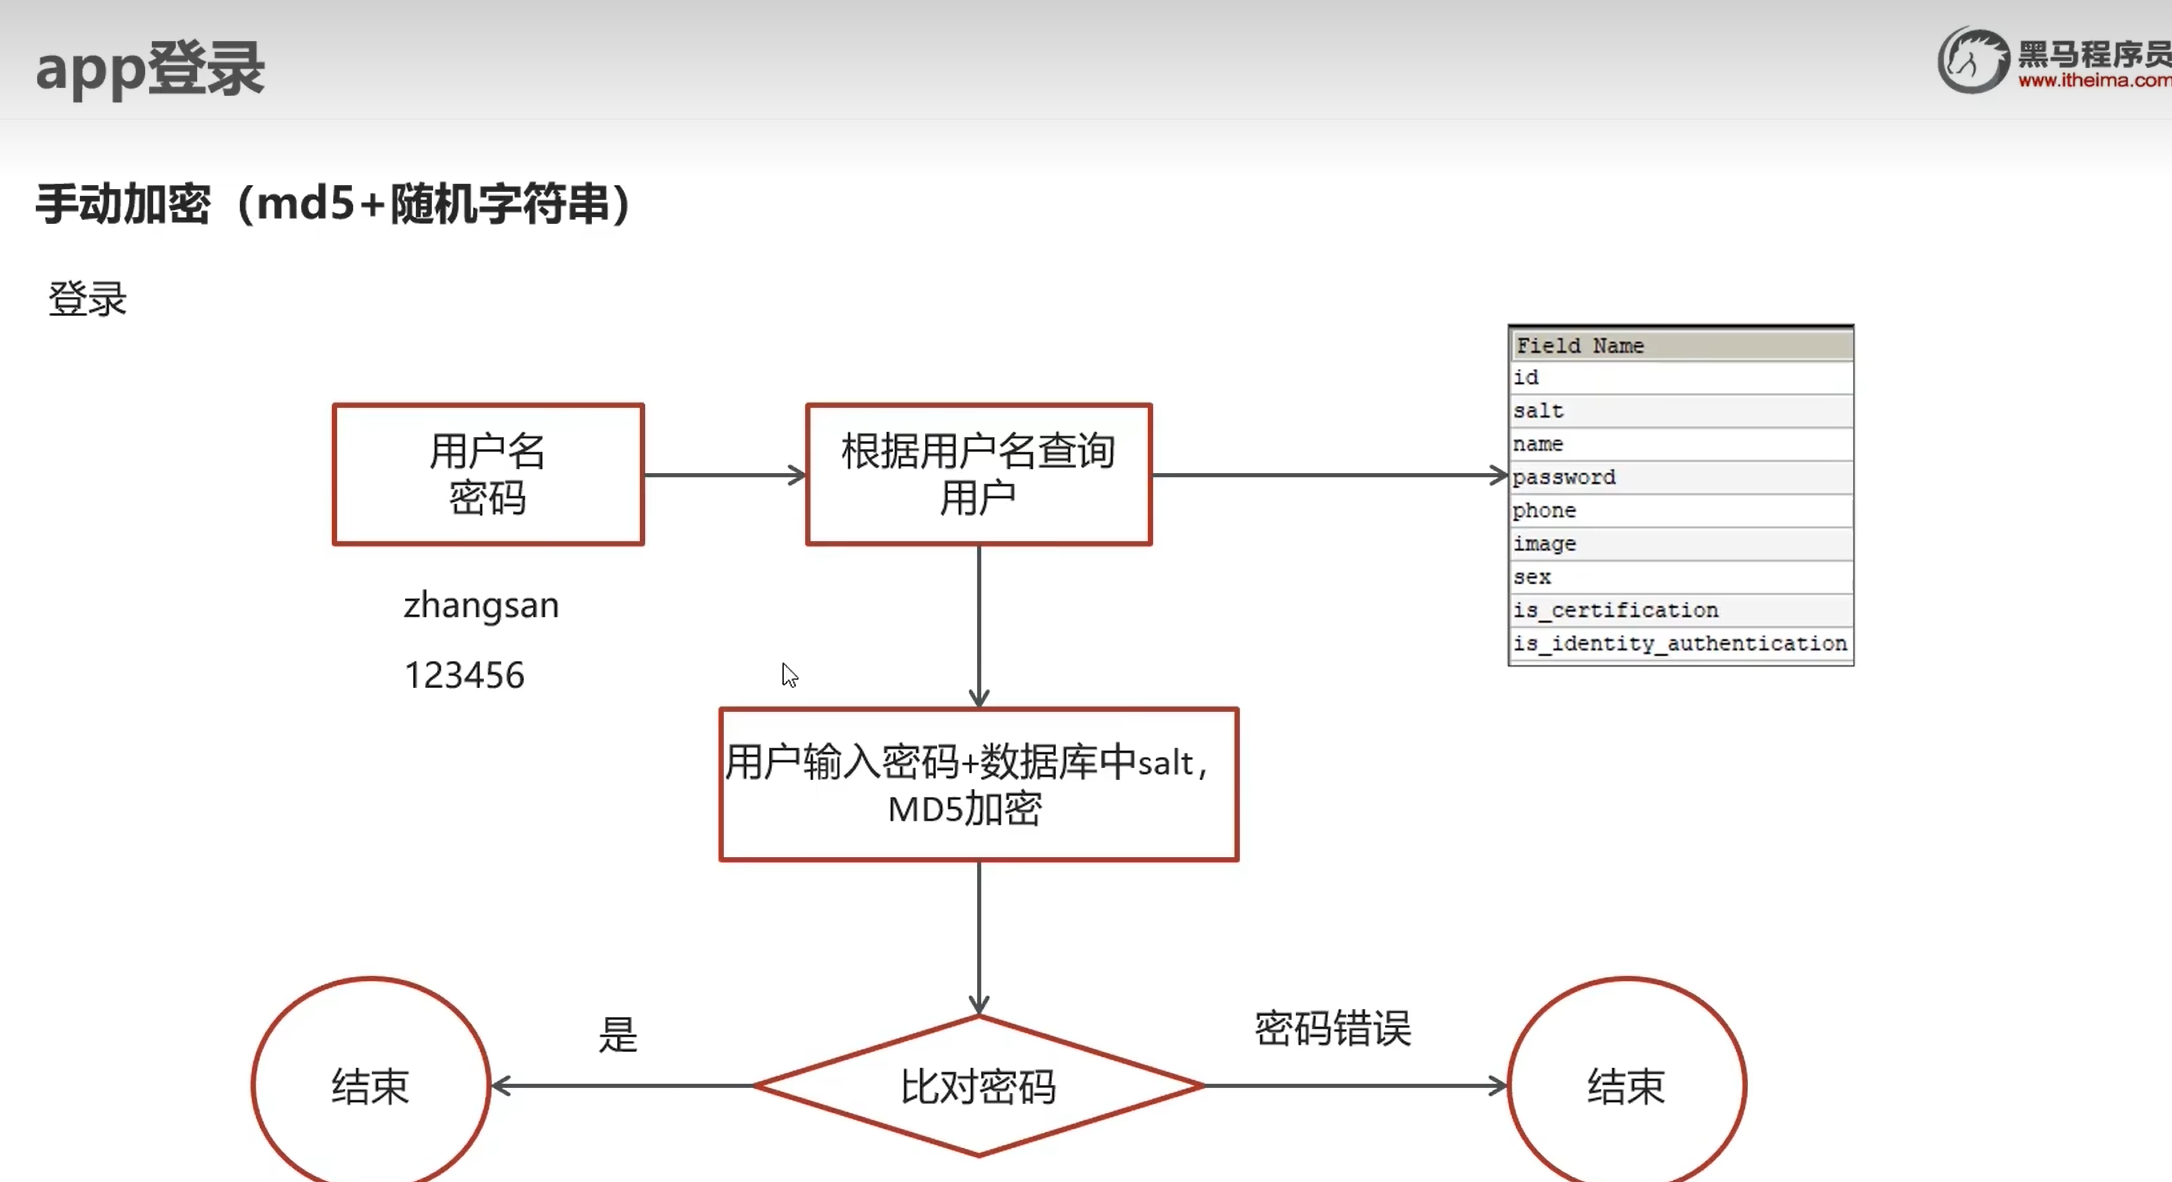 app登录
黑马程序员
www.itheima.com
手动加密（md5+随机字符串）
登录
用户名
密码
根据用户名查询
用户
Field Name
id
salt
name
password
phone
image
sex
is_certification
is_identity_authentication
zhangsan
123456
用户输入密码+数据库中salt，
MD5加密
是
密码错误
结束
比对密码
结束